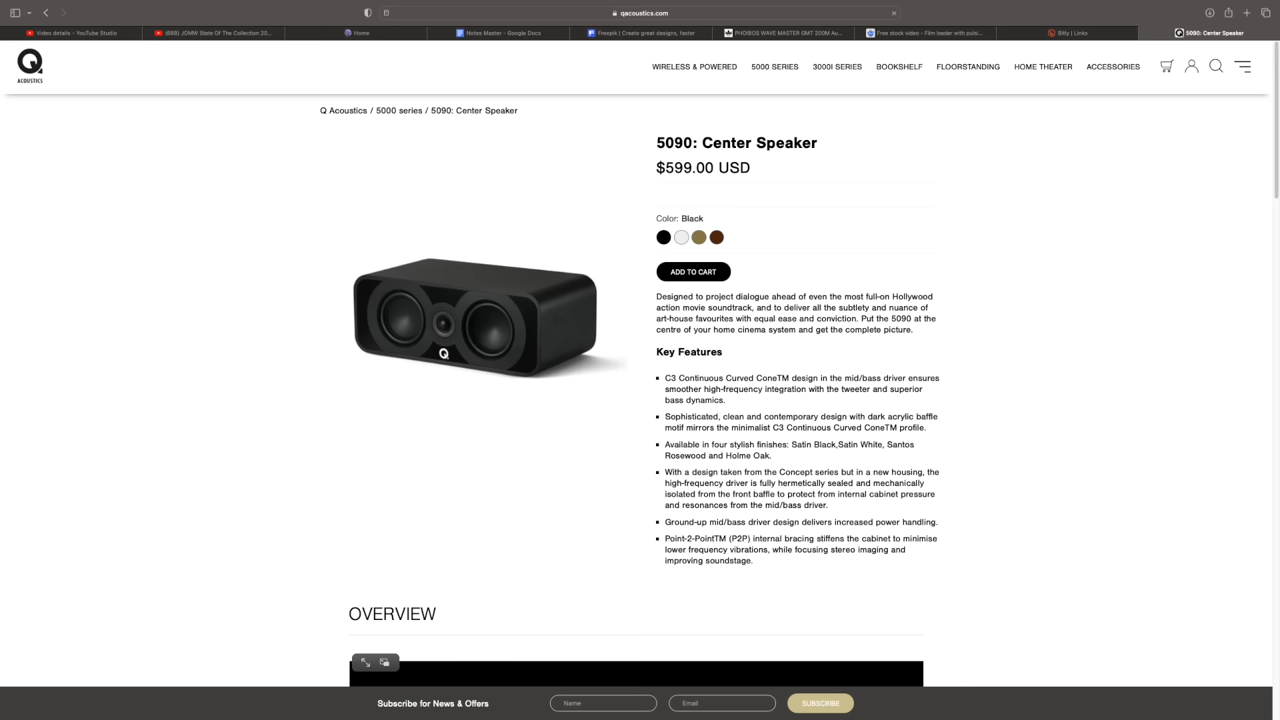 qacoustics.com
Video details - YouTube Studio
(688) JOMW State Of The Collection 20...
Home
Notes Master - Google Docs
Freepik | Create great designs, faster
PHOIBOS WAVE MASTER GMT 200M Au...
Free stock video - Film leader with pulsi...
Bitly | Links
5090: Center Speaker
Q
ACOUSTICS
WIRELESS & POWERED
5000 SERIES
3000I SERIES
BOOKSHELF
FLOORSTANDING
HOME THEATER
ACCESSORIES
Q Acoustics / 5000 series / 5090: Center Speaker
5090: Center Speaker
$599.00 USD
Color: Black
ADD TO CART
Designed to project dialogue ahead of even the most full-on Hollywood
action movie soundtrack, and to deliver all the subtlety and nuance of
art-house favourites with equal ease and conviction. Put the 5090 at the
centre of your home cinema system and get the complete picture.
Key Features
C3 Continuous Curved ConeTM design in the mid/bass driver ensures
smoother high-frequency integration with the tweeter and superior
bass dynamics.
Sophisticated, clean and contemporary design with dark acrylic baffle
motif mirrors the minimalist C3 Continuous Curved ConeTM profile.
Available in four stylish finishes: Satin Black,Satin White, Santos
Rosewood and Holme Oak.
With a design taken from the Concept series but in a new housing, the
high-frequency driver is fully hermetically sealed and mechanically
isolated from the front baffle to protect from internal cabinet pressure
and resonances from the mid/bass driver.
Ground-up mid/bass driver design delivers increased power handling.
Point-2-PointTM (P2P) internal bracing stiffens the cabinet to minimise
lower frequency vibrations, while focusing stereo imaging and
improving soundstage.
Q
OVERVIEW
Subscribe for News & Offers
Name
Email
SUBSCRIBE